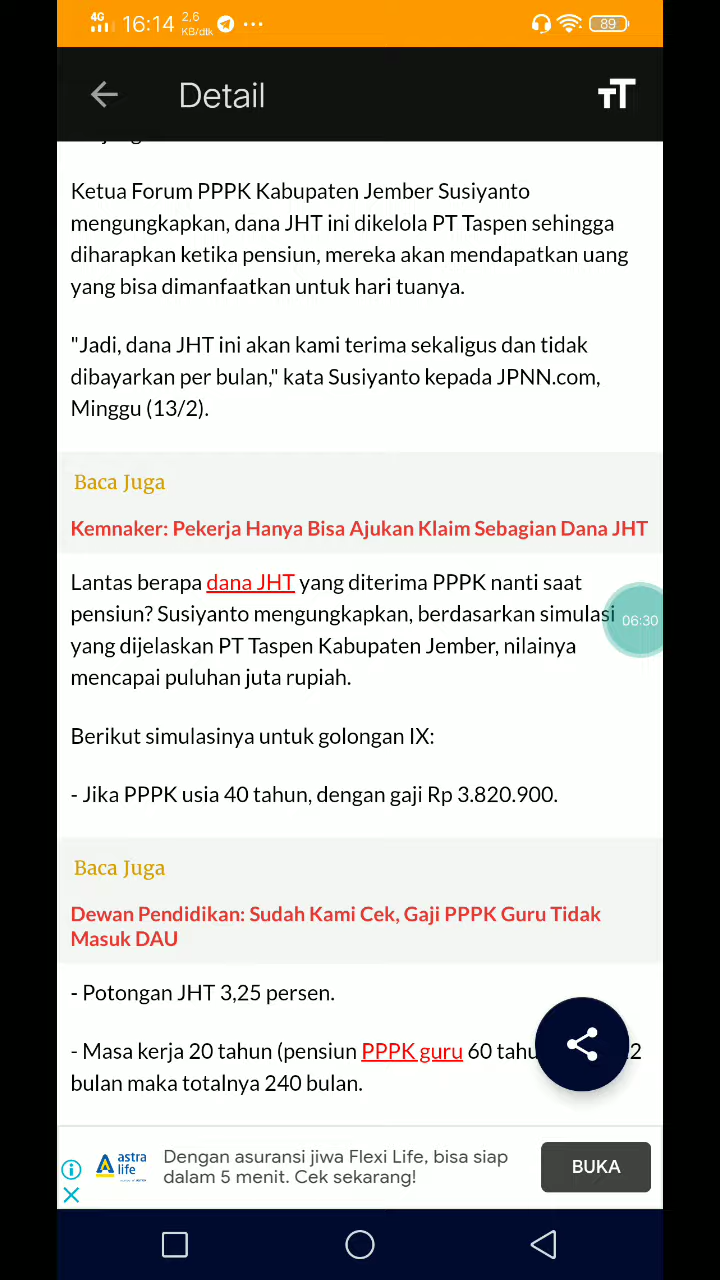 4G 16:14 2,6 KB/dtk ... 89
Detail
Ketua Forum PPPK Kabupaten Jember Susiyanto
mengungkapkan, dana JHT ini dikelola PT Taspen sehingga
diharapkan ketika pensiun, mereka akan mendapatkan uang
yang bisa dimanfaatkan untuk hari tuanya.
"Jadi, dana JHT ini akan kami terima sekaligus dan tidak
dibayarkan per bulan," kata Susiyanto kepada JPNN.com,
Minggu (13/2).
Baca Juga
Kemnaker: Pekerja Hanya Bisa Ajukan Klaim Sebagian Dana JHT
Lantas berapa dana JHT yang diterima PPPK nanti saat
pensiun? Susiyanto mengungkapkan, berdasarkan simulasi
06:30
yang dijelaskan PT Taspen Kabupaten Jember, nilainya
mencapai puluhan juta rupiah.
Berikut simulasinya untuk golongan IX:
- Jika PPPK usia 40 tahun, dengan gaji Rp 3.820.900.
Baca Juga
Dewan Pendidikan: Sudah Kami Cek, Gaji PPPK Guru Tidak
Masuk DAU
- Potongan JHT 3,25 persen.
- Masa kerja 20 tahun (pensiun PPPK guru 60 tahu 2
bulan maka totalnya 240 bulan.
astra
life
Dengan asuransi jiwa Flexi Life, bisa siap
dalam 5 menit. Cek sekarang!
BUKA